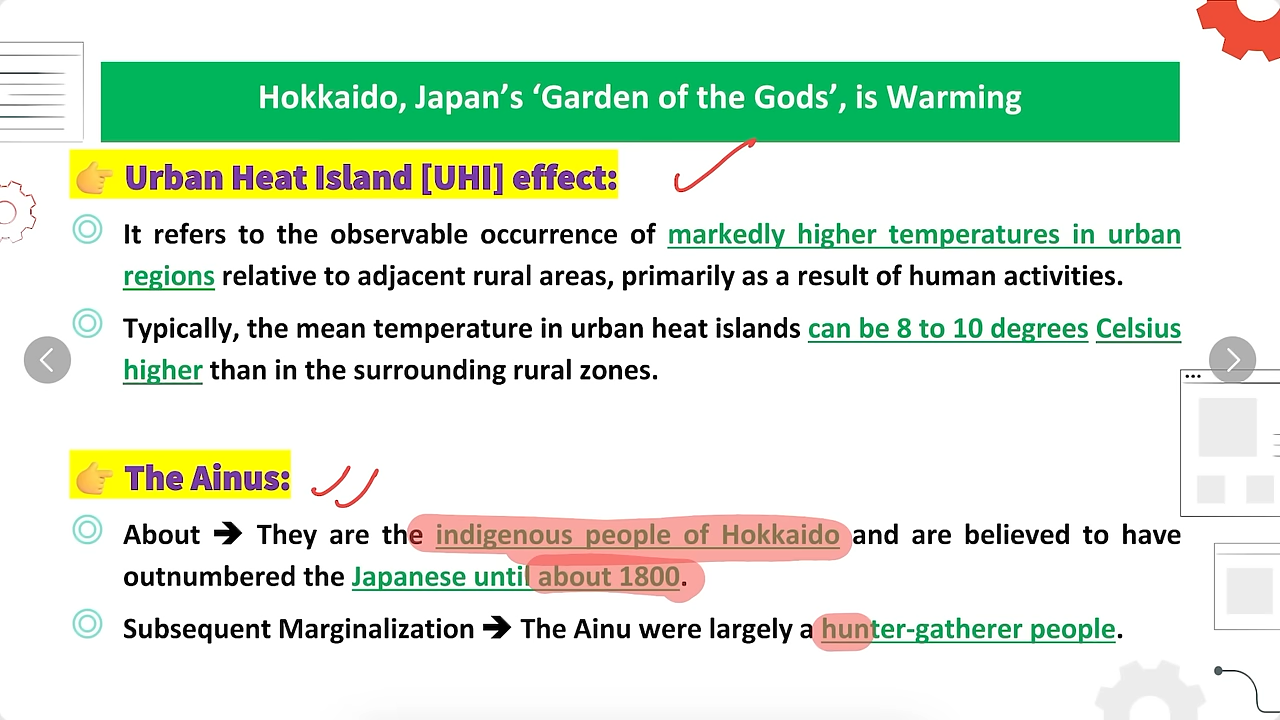 Hokkaido, Japan’s ‘Garden of the Gods’, is Warming
👉 Urban Heat Island [UHI] effect:
It refers to the observable occurrence of markedly higher temperatures in urban
regions relative to adjacent rural areas, primarily as a result of human activities.
Typically, the mean temperature in urban heat islands can be 8 to 10 degrees Celsius
higher than in the surrounding rural zones.
👉 The Ainus:
About ➔ They are the indigenous people of Hokkaido and are believed to have
outnumbered the Japanese until about 1800.
Subsequent Marginalization ➔ The Ainu were largely a hunter-gatherer people.